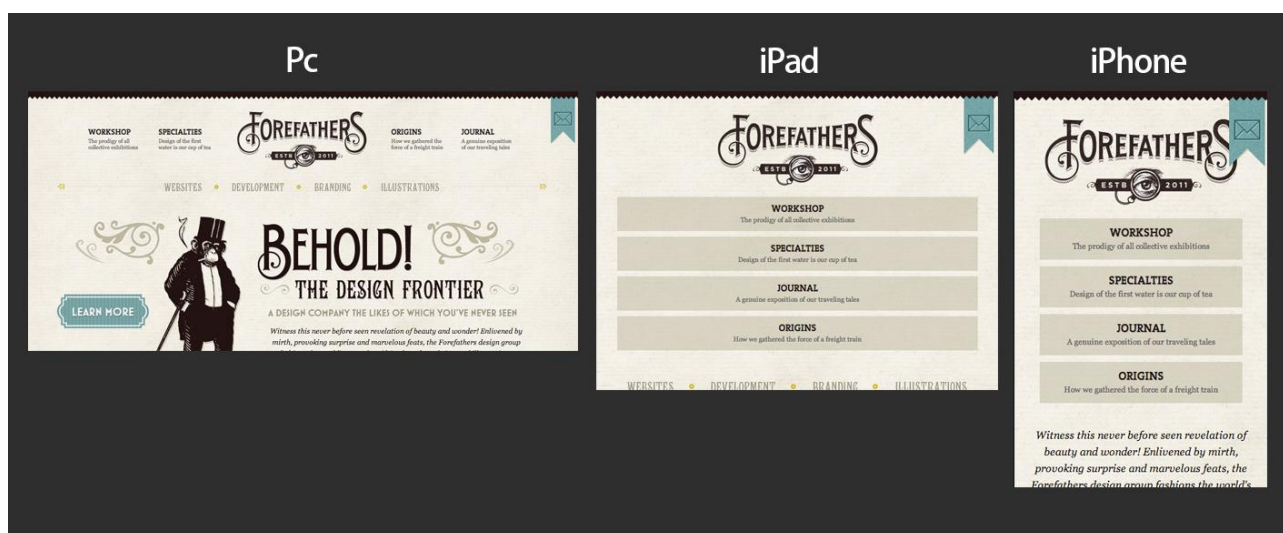 Pc
WORKSHOP
The prodigy of all
collective exhibitions
SPECIALTIES
Design of the first
water is our cup of tea
FOREFATHERS
ESTB 2011
ORIGINS
How we gathered the
force of a freight train
JOURNAL
A genuine exposition
of our traveling tales
WEBSITES DEVELOPMENT BRANDING ILLUSTRATIONS
BEHOLD!
THE DESIGN FRONTIER
LEARN MORE
A DESIGN COMPANY THE LIKES OF WHICH YOU'VE NEVER SEEN
Witness this never before seen revelation of beauty and wonder! Enlivened by
mirth, provoking surprise and marvelous feats, the Forefathers design group
iPad
FOREFATHERS
ESTB 2011
WORKSHOP
The prodigy of all collective exhibitions
SPECIALTIES
Design of the first water is our cup of tea
JOURNAL
A genuine exposition of our traveling tales
ORIGINS
How we gathered the force of a freight train
WEBSITES DEVELOPMENT BRANDING ILLUSTRATIONS
iPhone
FOREFATHERS
ESTB 2011
WORKSHOP
The prodigy of all collective exhibitions
SPECIALTIES
Design of the first water is our cup of tea
JOURNAL
A genuine exposition of our traveling tales
ORIGINS
How we gathered the force of a freight train
Witness this never before seen revelation of
beauty and wonder! Enlivened by mirth,
provoking surprise and marvelous feats, the
Forefathers design group fashions the world's